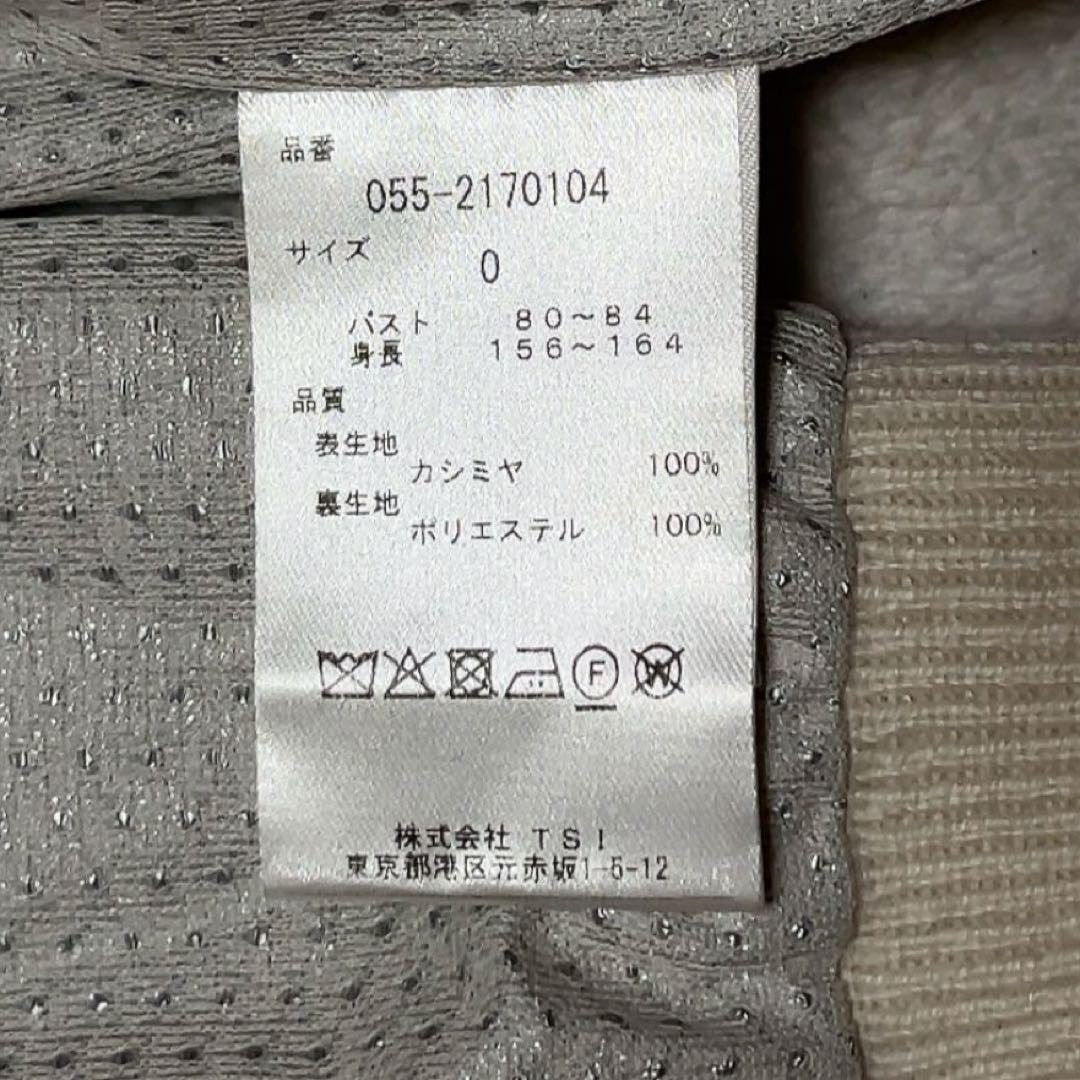 品番
055-2170104
サイズ
0
バスト 80～84
身長 156～164
品質
表生地
カシミヤ 100%
裏生地
ポリエステル 100%
F W
株式会社 TSI
東京都港区元赤坂1-5-12